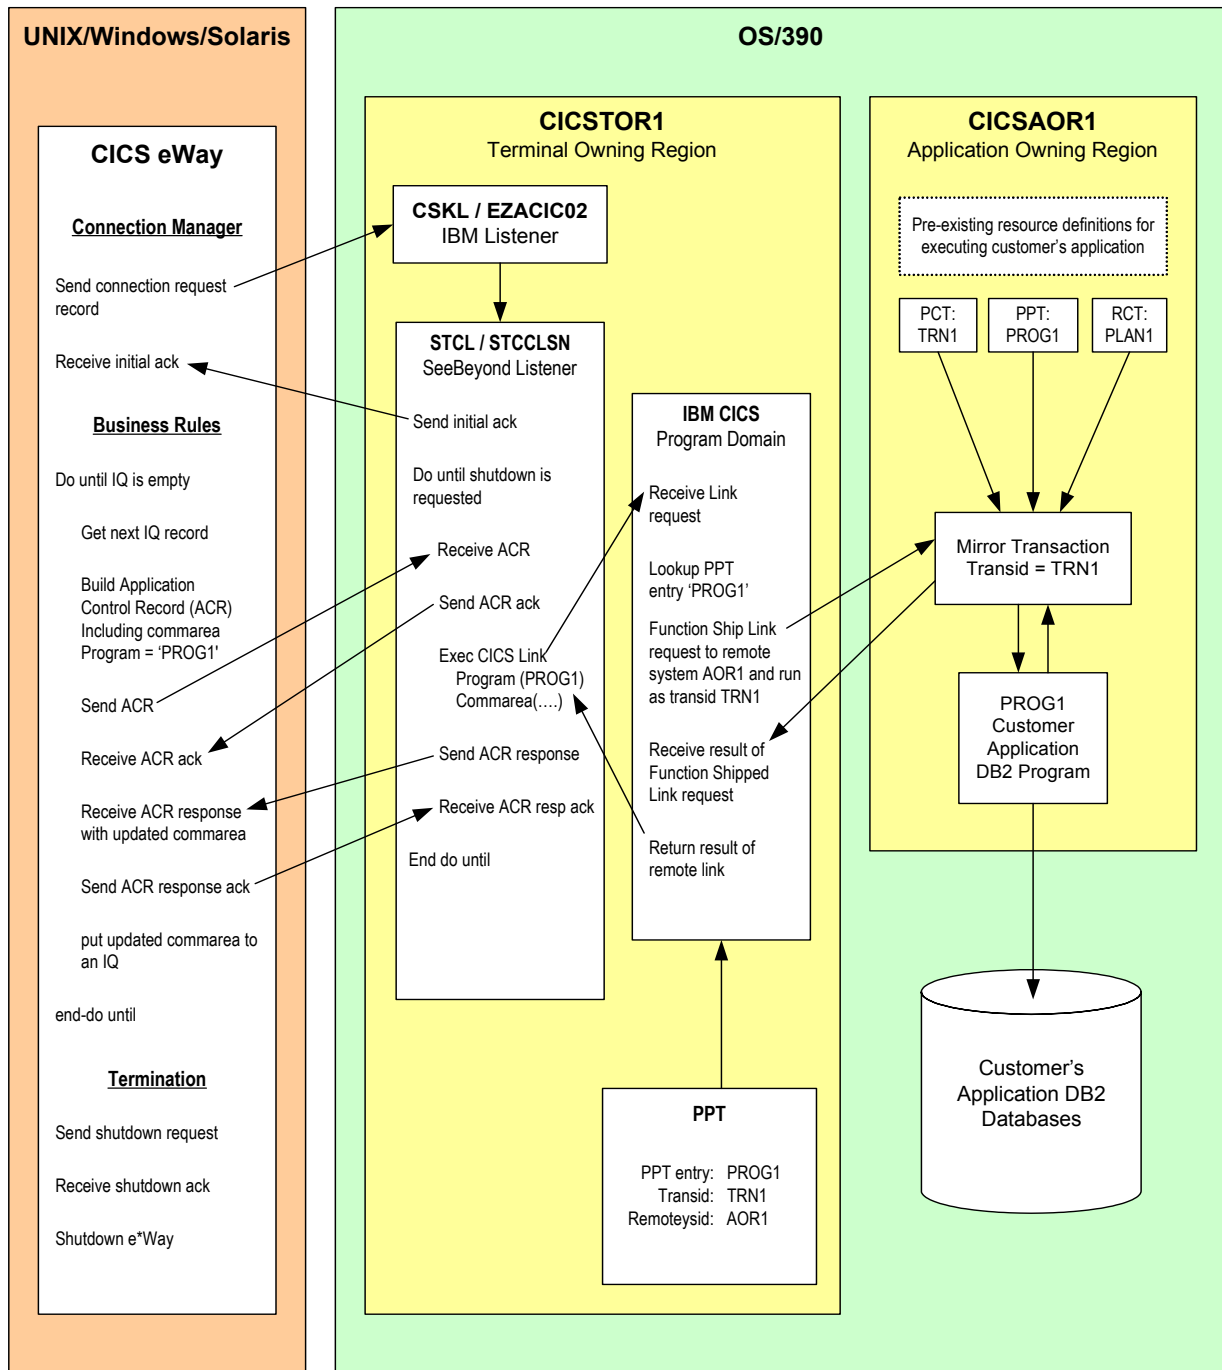 UNIX/Windows/Solaris
CICS eWay
Connection Manager
Send connection request
record
Receive initial ack
Business Rules
Do until IQ is empty
Get next IQ record
Build Application
Control Record (ACR)
Including commarea
Program = 'PROG1'
Send ACR
Receive ACR ack
Receive ACR response
with updated commarea
Send ACR response ack
put updated commarea to
an IQ
end-do until
Termination
Send shutdown request
Receive shutdown ack
Shutdown e*Way
OS/390
CICSTOR1
Terminal Owning Region
CSKL / EZACIC02
IBM Listener
STCL / STCCLSN
SeeBeyond Listener
Send initial ack
Do until shutdown is
requested
Receive ACR
Send ACR ack
Exec CICS Link
Program (PROG1)
Commarea(....)
Send ACR response
Receive ACR resp ack
End do until
IBM CICS
Program Domain
Receive Link
request
Lookup PPT
entry 'PROG1'
Function Ship Link
request to remote
system AOR1 and run
as transid TRN1
Receive result of
Function Shipped
Link request
Return result of
remote link
PPT
PPT entry: PROG1
Transid: TRN1
Remoteysid: AOR1
CICSAOR1
Application Owning Region
Pre-existing resource definitions for
executing customer's application
PCT:
TRN1
PPT:
PROG1
RCT:
PLAN1
Mirror Transaction
Transid = TRN1
PROG1
Customer
Application
DB2 Program
Customer's
Application DB2
Databases